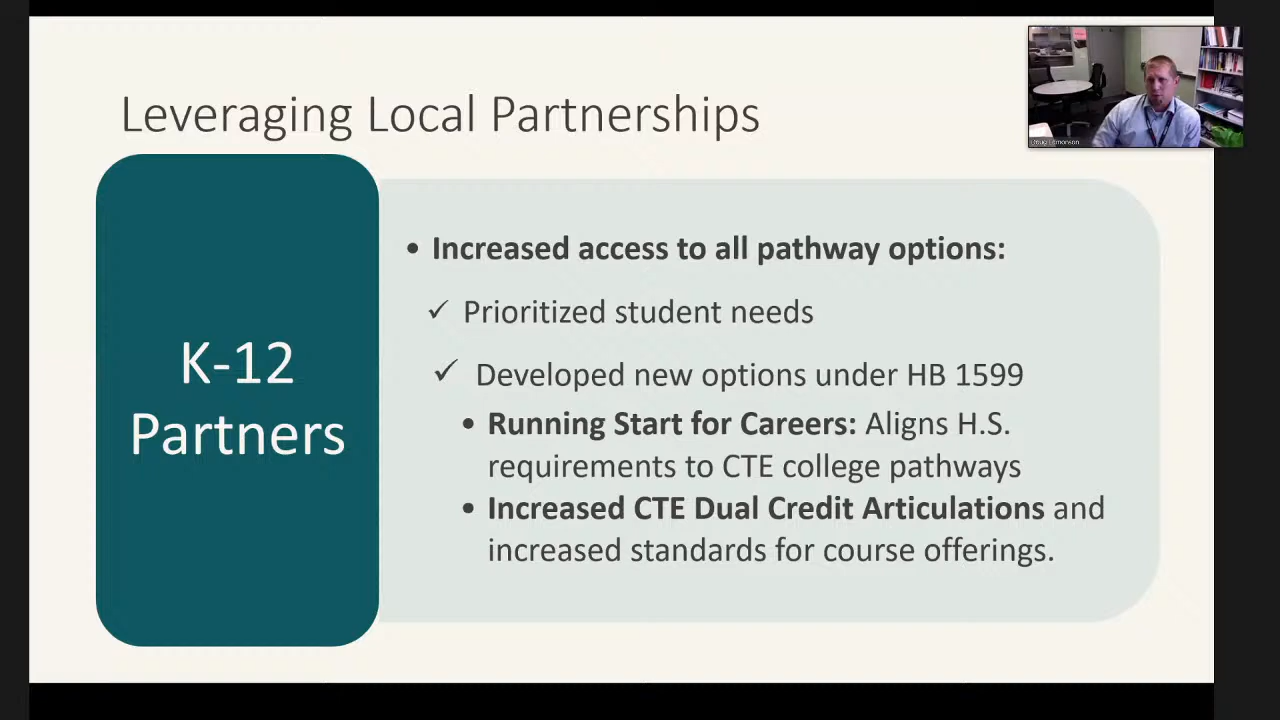 Leveraging Local Partnerships
Doug Edmonson
K-12
Partners
• Increased access to all pathway options:
✓ Prioritized student needs
✓ Developed new options under HB 1599
• Running Start for Careers: Aligns H.S.
requirements to CTE college pathways
• Increased CTE Dual Credit Articulations and
increased standards for course offerings.